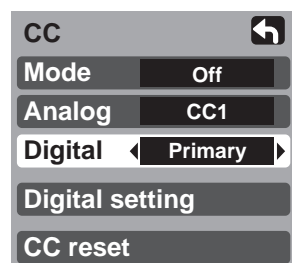 CC
Mode Off
Analog CC1
Digital Primary
Digital setting
CC reset